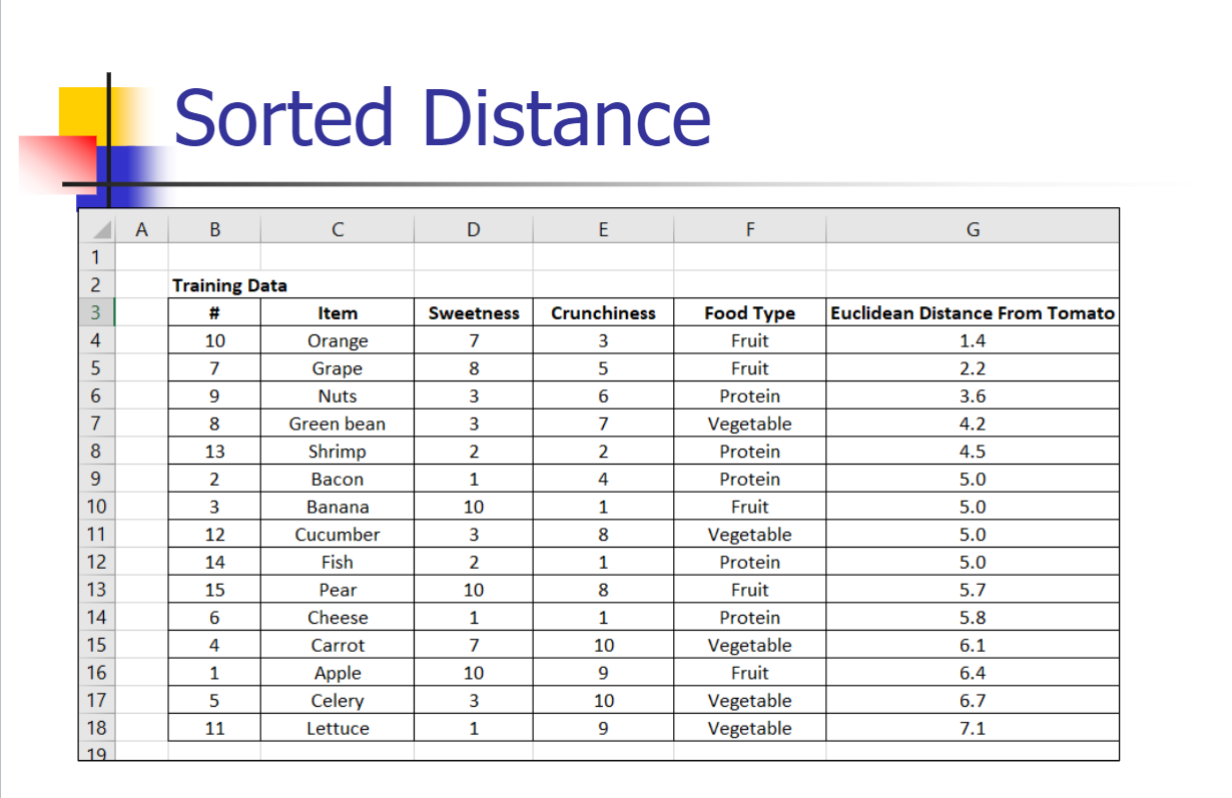 Sorted Distance
A B C D E F G
1
2 Training Data
3 # Item Sweetness Crunchiness Food Type Euclidean Distance From Tomato
4 10 Orange 7 3 Fruit 1.4
5 7 Grape 8 5 Fruit 2.2
6 9 Nuts 3 6 Protein 3.6
7 8 Green bean 3 7 Vegetable 4.2
8 13 Shrimp 2 2 Protein 4.5
9 2 Bacon 1 4 Protein 5.0
10 3 Banana 10 1 Fruit 5.0
11 12 Cucumber 3 8 Vegetable 5.0
12 14 Fish 2 1 Protein 5.0
13 15 Pear 10 8 Fruit 5.7
14 6 Cheese 1 1 Protein 5.8
15 4 Carrot 7 10 Vegetable 6.1
16 1 Apple 10 9 Fruit 6.4
17 5 Celery 3 10 Vegetable 6.7
18 11 Lettuce 1 9 Vegetable 7.1
19